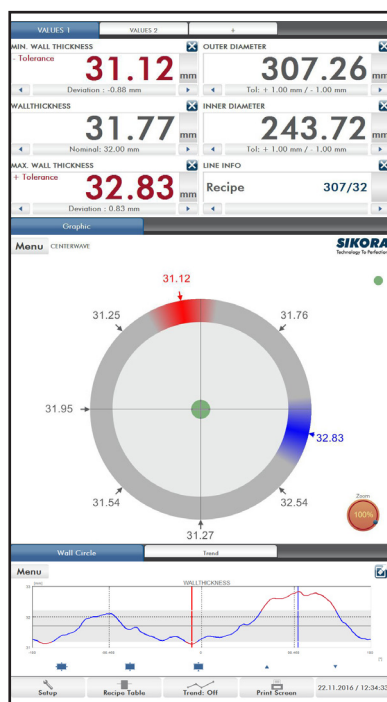 VALUES 1 VALUES 2 +
MIN. WALL THICKNESS OUTER DIAMETER
- Tolerance 31.12 mm 307.26 mm
Deviation : -0.88 mm Tol: + 1.00 mm / - 1.00 mm
WALLTHICKNESS INNER DIAMETER
31.77 mm 243.72 mm
Nominal: 32.00 mm Tol: + 1.00 mm / - 1.00 mm
MAX. WALL THICKNESS LINE INFO
+ Tolerance 32.83 mm Recipe 307/32
Deviation : 0.83 mm
Graphic
Menu CENTERWAVE SIKORA
Technology To Perfection
31.12
31.25 31.76
31.95
32.83
31.54 32.54
31.27
Zoom
100%
Wall Circle Trend
Menu
WALLTHICKNESS
0
Setup Recipe Table Trend: Off Print Screen 22.11.2016 / 12:34:33